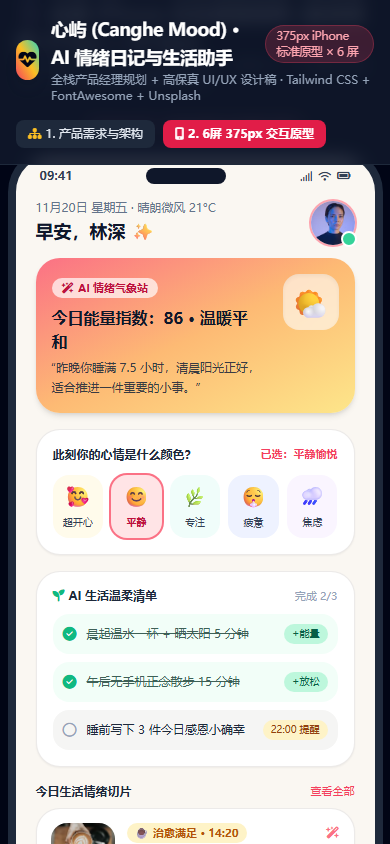 心屿 (Canghe Mood) •
AI 情绪日记与生活助手
375px iPhone
标准原型 × 6 屏
全栈产品经理规划 + 高保真 UI/UX 设计稿 · Tailwind CSS +
FontAwesome + Unsplash
1. 产品需求与架构
2. 6屏 375px 交互原型
09:41
11月20日 星期五 · 晴朗微风 21°C
早安，林深 ✨
AI 情绪气象站
今日能量指数：86 • 温暖平
和
“昨晚你睡满 7.5 小时，清晨阳光正好，
适合推进一件重要的小事。”
此刻你的心情是什么颜色?
已选：平静愉悦
超开心
平静
专注
疲惫
焦虑
AI 生活温柔清单
完成 2/3
晨起温水一杯 + 晒太阳 5 分钟
+能量
午后无手机正念散步 15 分钟
+放松
睡前写下 3 件今日感恩小确幸
22:00 提醒
今日生活情绪切片
查看全部
治愈满足 • 14:20